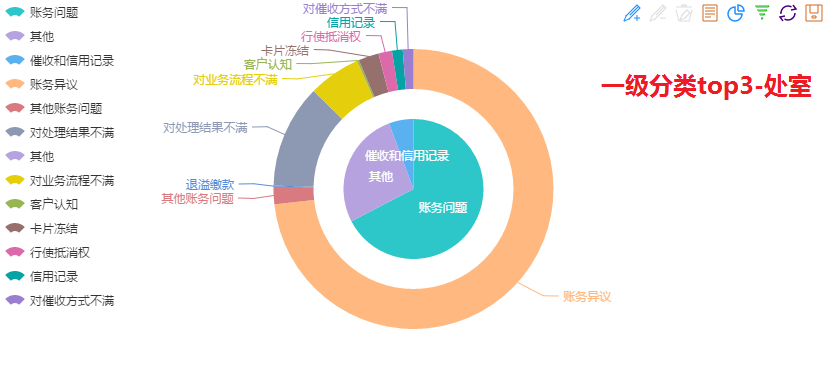 账务问题
其他
催收和信用记录
账务异议
其他账务问题
对处理结果不满
其他
对业务流程不满
客户认知
卡片冻结
行使抵消权
信用记录
对催收方式不满
一级分类top3-处室
对催收方式不满
信用记录
行使抵消权
卡片冻结
客户认知
对业务流程不满
对处理结果不满
退溢缴款
其他账务问题
催收和信用记录
其他
账务问题
账务异议